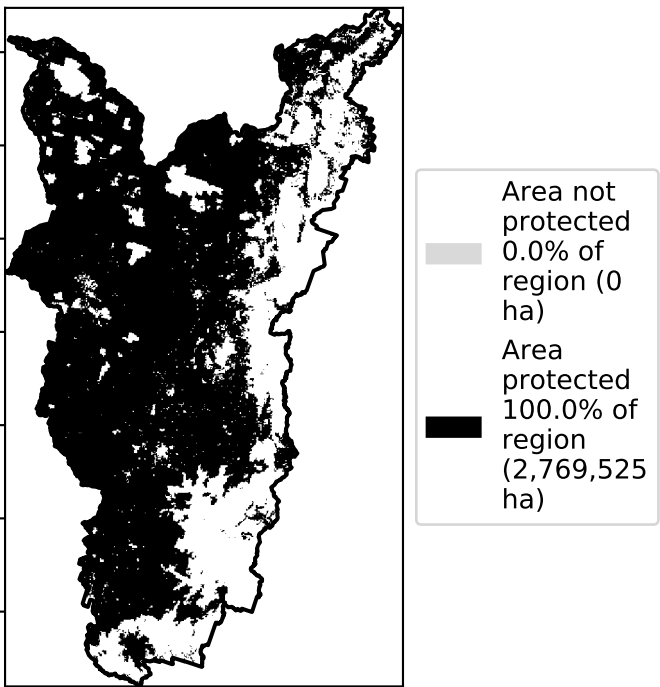 Area not
protected
0.0% of
region (0
ha)
Area
protected
100.0% of
region
(2,769,525
ha)